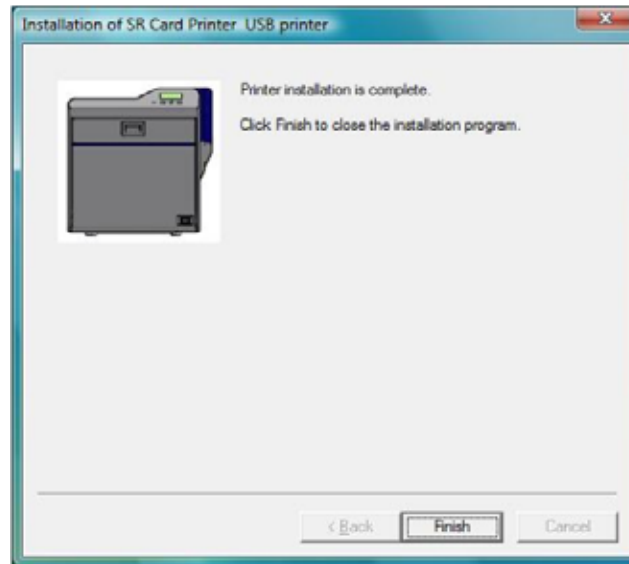 Installation of SR Card Printer USB printer
Printer installation is complete.
Click Finish to close the installation program.
< Back
Finish
Cancel